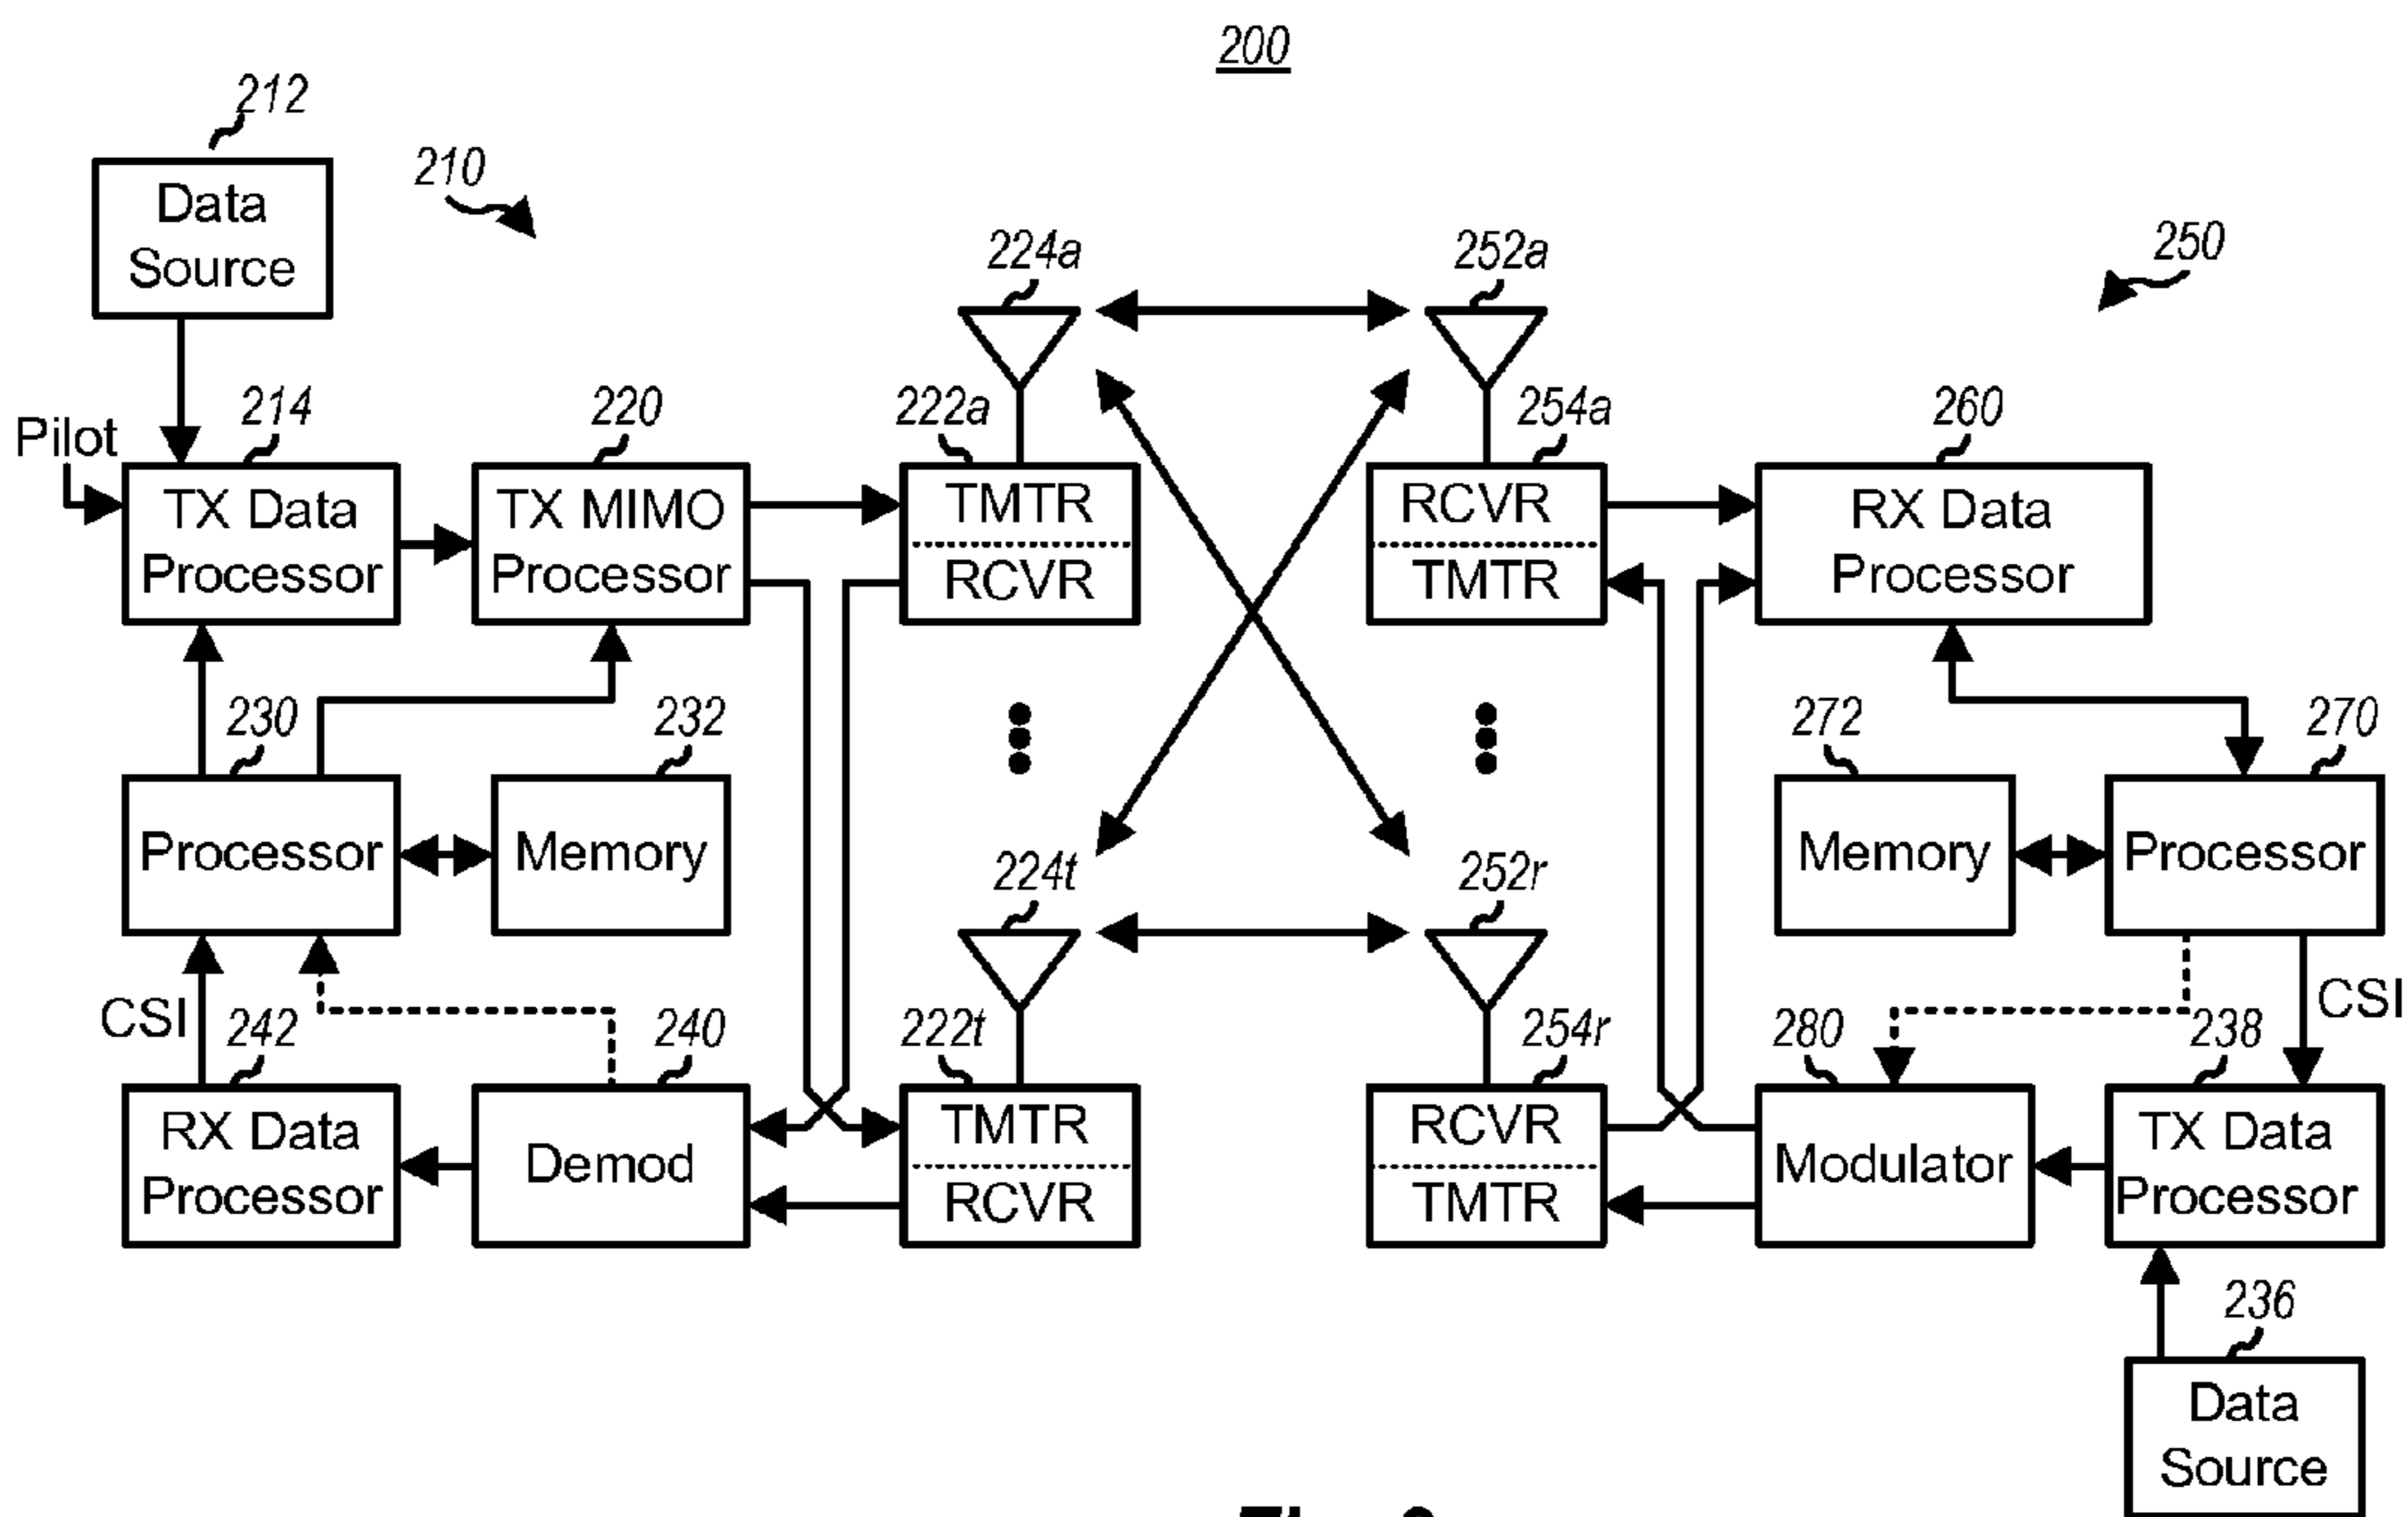 200
212
Data
Source
210
250
224a
252a
Pilot
214
220
222a
254a
260
TX Data
Processor
TX MIMO
Processor
TMTR
RCVR
RCVR
TMTR
RX Data
Processor
230
232
272
270
Processor
Memory
Memory
Processor
224t
252r
CSI
CSI
242
240
222t
254r
280
238
RX Data
Processor
Demod
TMTR
RCVR
RCVR
TMTR
Modulator
TX Data
Processor
236
Data
Source